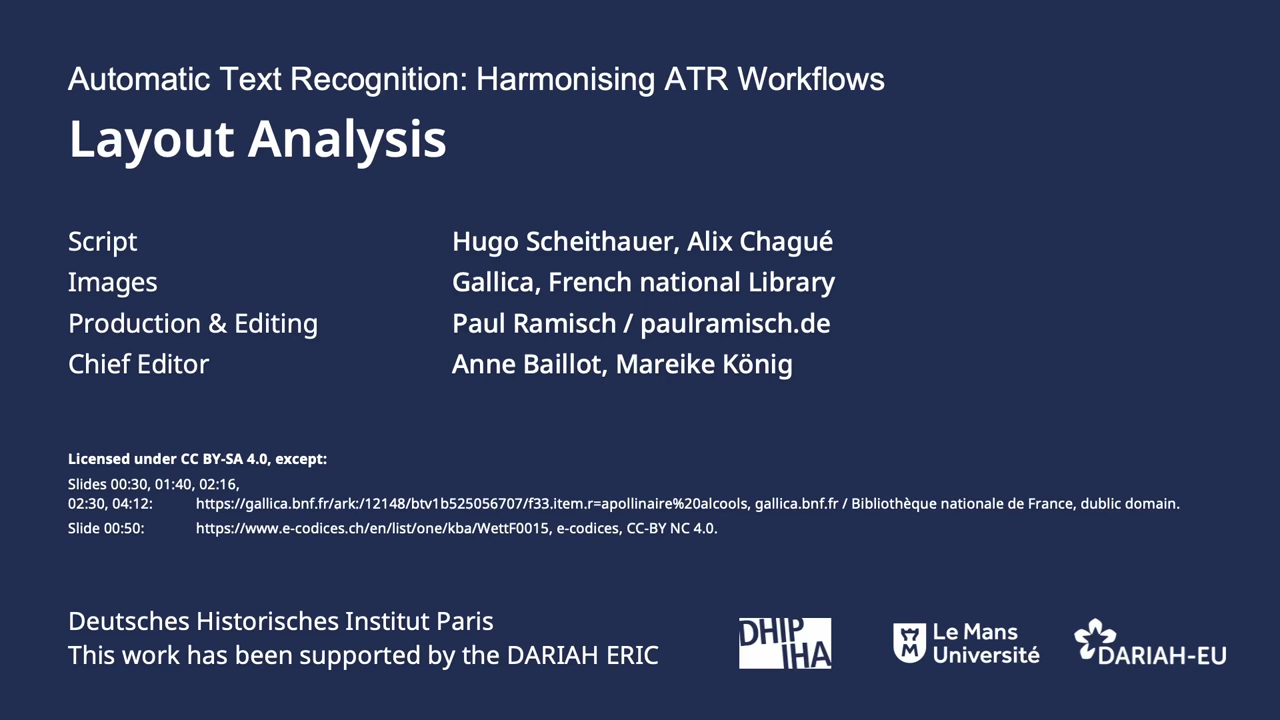 Automatic Text Recognition: Harmonising ATR Workflows
Layout Analysis
Script Hugo Scheithauer, Alix Chagué
Images Gallica, French national Library
Production & Editing Paul Ramisch / paulramisch.de
Chief Editor Anne Baillot, Mareike König
Licensed under CC BY-SA 4.0, except:
Slides 00:30, 01:40, 02:16,
02:30, 04:12: https://gallica.bnf.fr/ark:/12148/btv1b525056707/f33.item.r=apollinaire%20alcools, gallica.bnf.fr / Bibliothèque nationale de France, dublic domain.
Slide 00:50: https://www.e-codices.ch/en/list/one/kba/WettF0015, e-codices, CC-BY NC 4.0.
Deutsches Historisches Institut Paris
This work has been supported by the DARIAH ERIC
DHIP
IHA
Le Mans
Université
DARIAH-EU